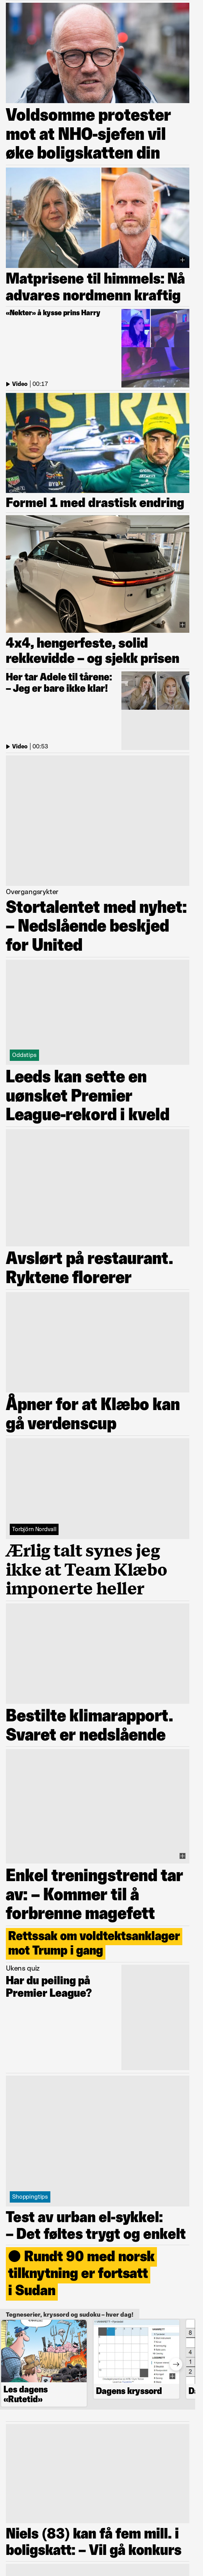 Voldsomme protester
mot at NHO-sjefen vil
øke boligskatten din
Matprisene til himmels: Nå
advares nordmenn kraftig
«Nekter» å kysse prins Harry
Video | 00:17
Formel 1 med drastisk endring
4x4, hengerfeste, solid
rekkevidde – og sjekk prisen
Her tar Adele til tårene:
– Jeg er bare ikke klar!
Video | 00:53
Overgangsrykter
Stortalentet med nyhet:
– Nedslående beskjed
for United
Oddstips
Leeds kan sette en
uønsket Premier
League-rekord i kveld
Avslørt på restaurant.
Ryktene florerer
Åpner for at Klæbo kan
gå verdenscup
Torbjörn Nordvall
Ærlig talt synes jeg
ikke at Team Klæbo
imponerte heller
Bestilte klimarapport.
Svaret er nedslående
Enkel treningstrend tar
av: – Kommer til å
forbrenne magefett
Rettssak om voldtektsanklager
mot Trump i gang
Ukens quiz
Har du peiling på
Premier League?
Shoppingtips
Test av urban el-sykkel:
– Det føltes trygt og enkelt
Rundt 90 med norsk
tilknytning er fortsatt
i Sudan
Tegneserier, kryssord og sudoku – hver dag!
Les dagens
«Rutetid»
Dagens kryssord
8
4
1
2
Niels (83) kan få fem mill. i
boligskatt: – Vil gå konkurs